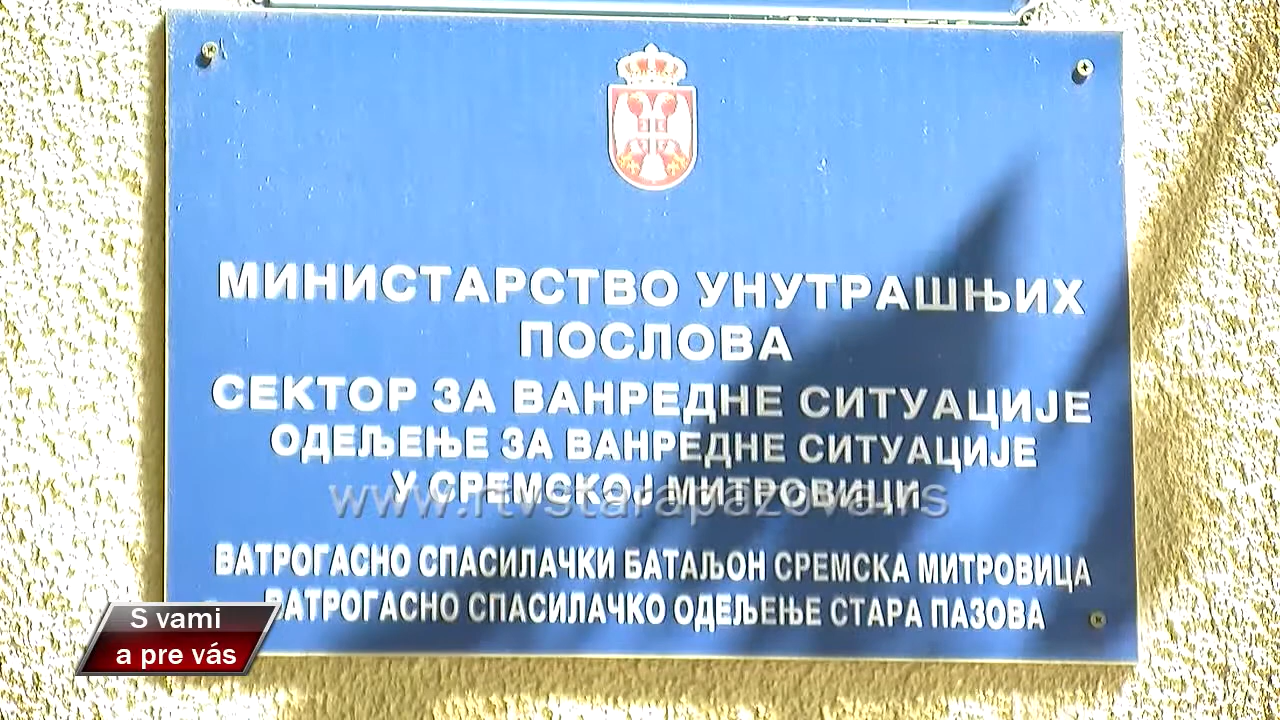 МИНИСТАРСТВО УНУТРАШЊИХ
ПОСЛОВА
СЕКТОР ЗА ВАНРЕДНЕ СИТУАЦИЈЕ
ОДЕЉЕЊЕ ЗА ВАНРЕДНЕ СИТУАЦИЈЕ
У СРЕМСКОЈ МИТРОВИЦИ
www.rtvstarapazova.rs
ВАТРОГАСНО СПАСИЛАЧКИ БАТАЉОН СРЕМСКА МИТРОВИЦА
ВАТРОГАСНО СПАСИЛАЧКО ОДЕЉЕЊЕ СТАРА ПАЗОВА
S vami
a pre vás